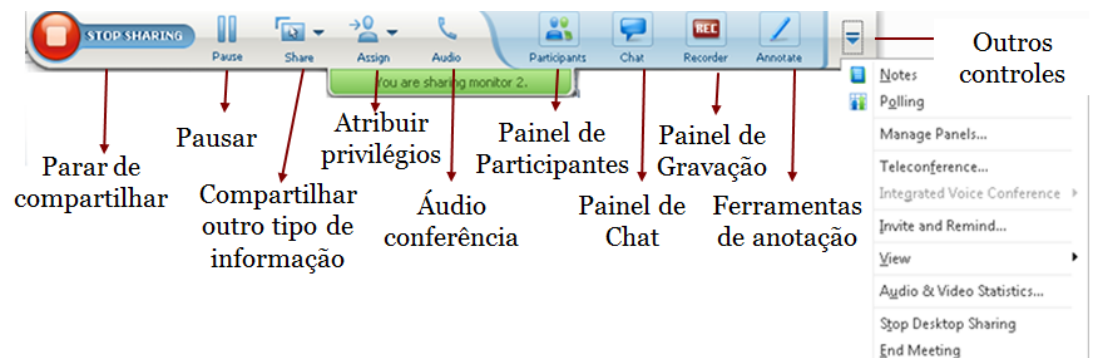 STOP SHARING
Pause
Share
Assign
Audio
Participants
Chat
Recorder
Annotate
You are sharing monitor 2.
Outros
controles
Parar de
compartilhar
Pausar
Compartilhar
outro tipo de
informação
Atribuir
privilégios
Áudio
conferência
Painel de
Participantes
Painel de
Chat
REC
Painel de
Gravação
Ferramentas
de anotação
Notes
Polling
Manage Panels...
Teleconference...
Integrated Voice Conference
Invite and Remind...
View
Audio & Video Statistics...
Stop Desktop Sharing
End Meeting